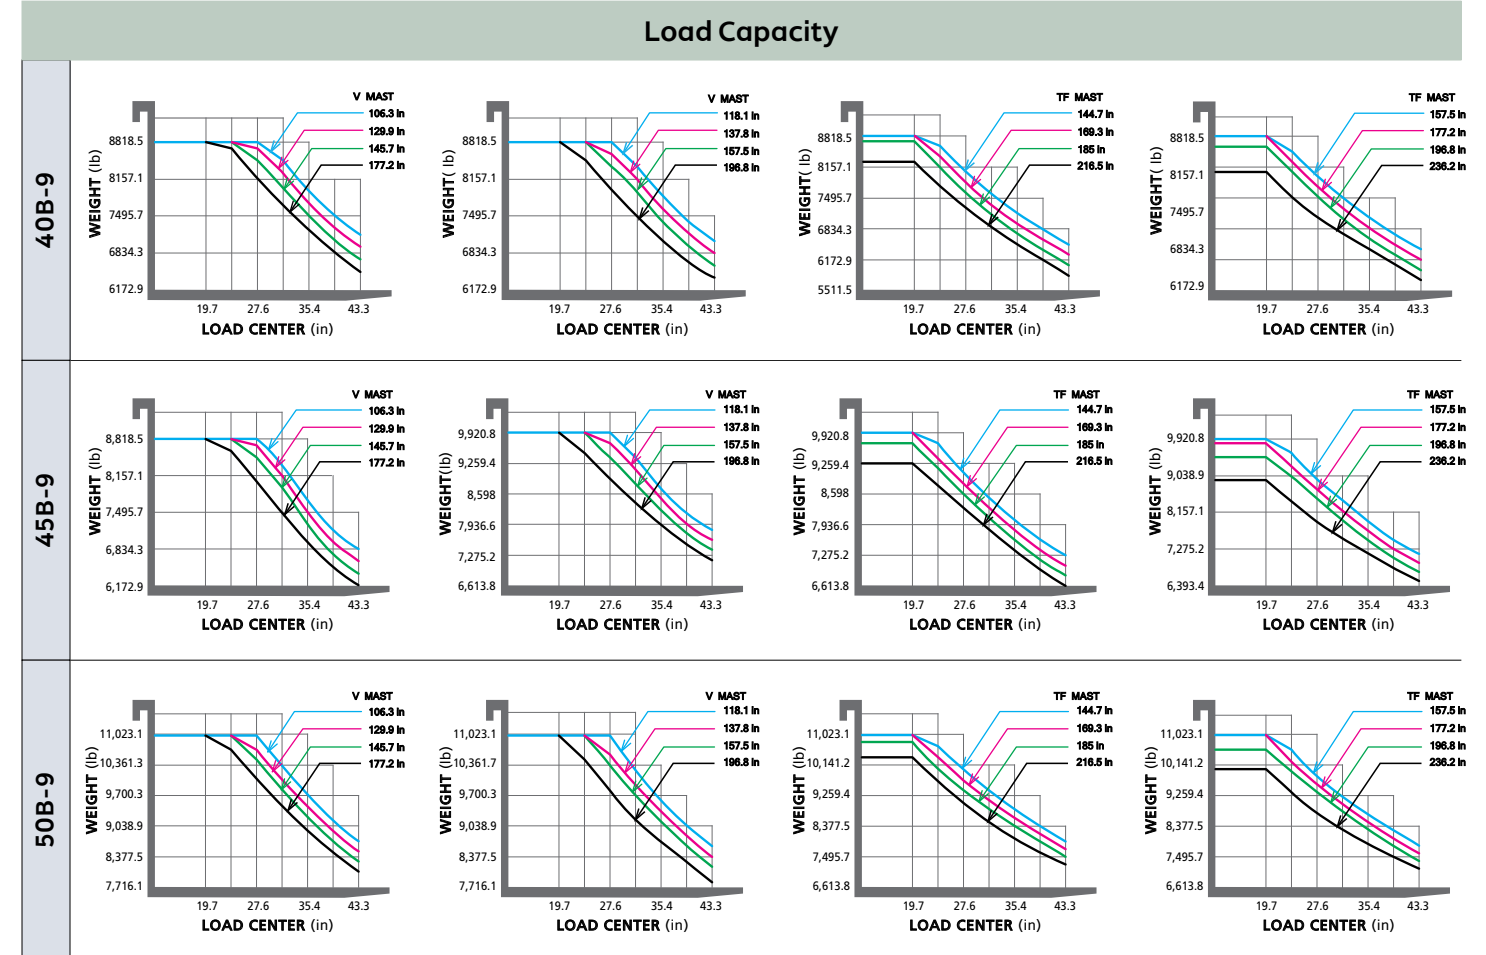 Load Capacity
40B-9
V MAST
106.3 in
129.9 in
145.7 in
177.2 in
WEIGHT (lb)
8818.5
8157.1
7495.7
6834.3
6172.9
19.7 27.6 35.4 43.3
LOAD CENTER (in)
V MAST
118.1 in
137.8 in
157.5 in
196.8 in
WEIGHT( lb)
8818.5
8157.1
7495.7
6834.3
6172.9
19.7 27.6 35.4 43.3
LOAD CENTER (in)
TF MAST
144.7 in
169.3 in
185 in
216.5 in
WEIGHT( lb)
8818.5
8157.1
7495.7
6834.3
6172.9
5511.5
19.7 27.6 35.4 43.3
LOAD CENTER (in)
TF MAST
157.5 in
177.2 in
196.8 in
236.2 in
WEIGHT( lb)
8818.5
8157.1
7495.7
6834.3
6172.9
19.7 27.6 35.4 43.3
LOAD CENTER (in)
45B-9
V MAST
106.3 in
129.9 in
145.7 in
177.2 in
WEIGHT (lb)
8,818.5
8,157.1
7,495.7
6,834.3
6,172.9
19.7 27.6 35.4 43.3
LOAD CENTER (in)
V MAST
118.1 in
137.8 in
157.5 in
196.8 in
WEIGHT(lb)
9,920.8
9,259.4
8,598
7,936.6
7,275.2
6,613.8
19.7 27.6 35.4 43.3
LOAD CENTER (in)
TF MAST
144.7 in
169.3 in
185 in
216.5 in
WEIGHT (lb)
9,920.8
9,259.4
8,598
7,936.6
7,275.2
6,613.8
19.7 27.6 35.4 43.3
LOAD CENTER (in)
TF MAST
157.5 in
177.2 in
196.8 in
236.2 in
WEIGHT (lb)
9,920.8
9,038.9
8,157.1
7,275.2
6,393.4
19.7 27.6 35.4 43.3
LOAD CENTER (in)
50B-9
V MAST
106.3 in
129.9 in
145.7 in
177.2 in
WEIGHT (lb)
11,023.1
10,361.3
9,700.3
9,038.9
8,377.5
7,716.1
19.7 27.6 35.4 43.3
LOAD CENTER (in)
V MAST
118.1 in
137.8 in
157.5 in
196.8 in
WEIGHT (lb)
11,023.1
10,361.7
9,700.3
9,038.9
8,377.5
7,716.1
19.7 27.6 35.4 43.3
LOAD CENTER (in)
TF MAST
144.7 in
169.3 in
185 in
216.5 in
WEIGHT (lb)
11,023.1
10,141.2
9,259.4
8,377.5
7,495.7
6,613.8
19.7 27.6 35.4 43.3
LOAD CENTER (in)
TF MAST
157.5 in
177.2 in
196.8 in
236.2 in
WEIGHT (lb)
11,023.1
10,141.2
9,259.4
8,377.5
7,495.7
6,613.8
19.7 27.6 35.4 43.3
LOAD CENTER (in)